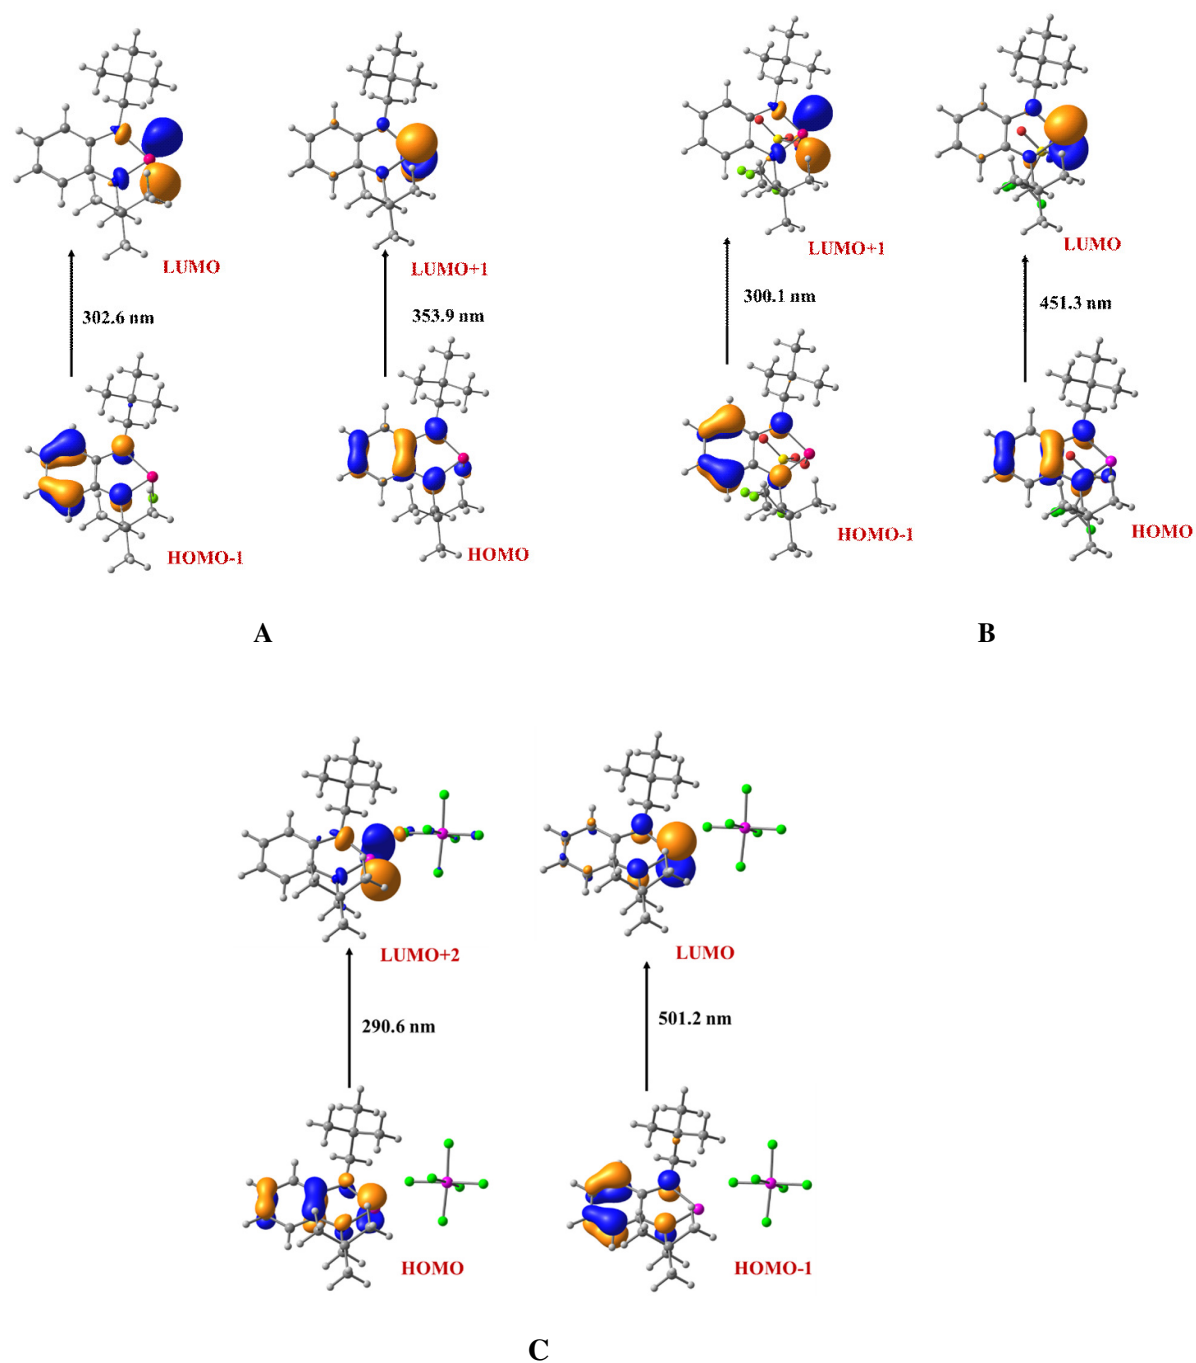 LUMO
LUMO+1
302.6 nm
353.9 nm
HOMO-1
HOMO
A
LUMO+1
LUMO
300.1 nm
451.3 nm
HOMO-1
HOMO
B
LUMO+2
LUMO
290.6 nm
501.2 nm
HOMO
HOMO-1
C